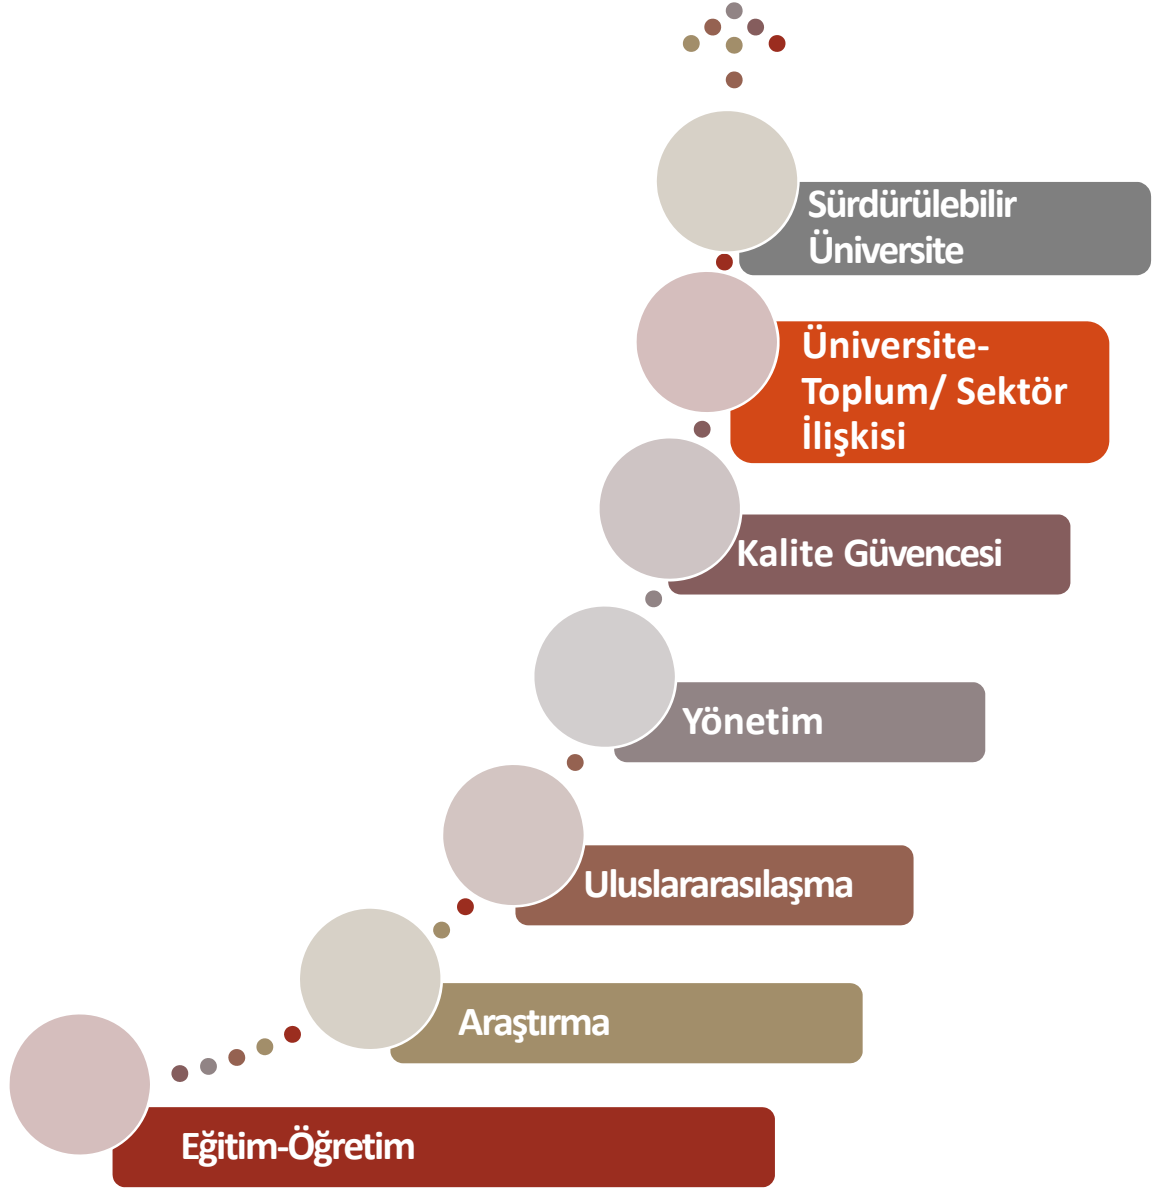 Sürdürülebilir
Üniversite
Üniversite-
Toplum/ Sektör
İlişkisi
Kalite Güvencesi
Yönetim
Uluslararasılaşma
Araştırma
Eğitim-Öğretim